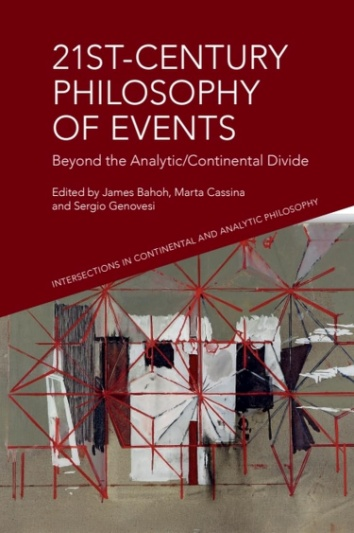 21ST-CENTURY
PHILOSOPHY
OF EVENTS
Beyond the Analytic/Continental Divide
Edited by James Bahoh, Marta Cassina
and Sergio Genovesi
INTERSECTIONS IN CONTINENTAL AND ANALYTIC PHILOSOPHY